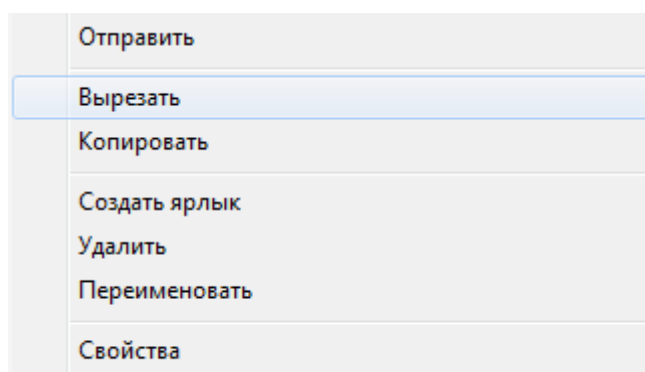 Отправить
Вырезать
Копировать
Создать ярлык
Удалить
Переименовать
Свойства